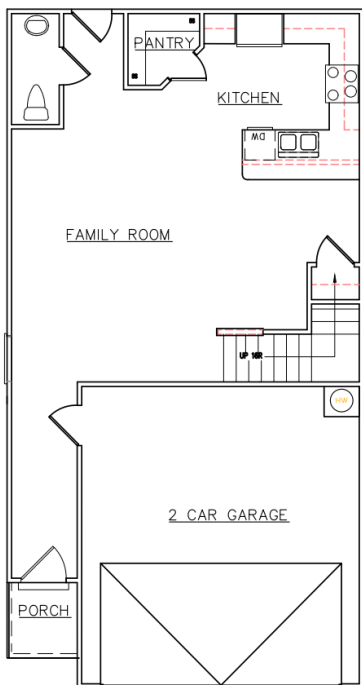 PANTRY
KITCHEN
DW
FAMILY ROOM
UP 16R
HW
2 CAR GARAGE
PORCH